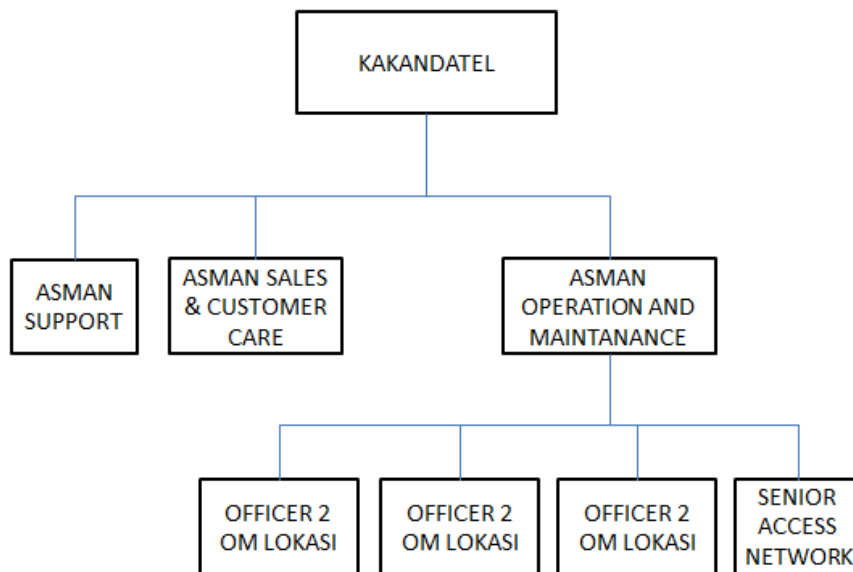 KAKANDATEL
ASMAN
SUPPORT
ASMAN SALES
& CUSTOMER
CARE
ASMAN
OPERATION AND
MAINTANANCE
OFFICER 2
OM LOKASI
OFFICER 2
OM LOKASI
OFFICER 2
OM LOKASI
SENIOR
ACCESS
NETWORK